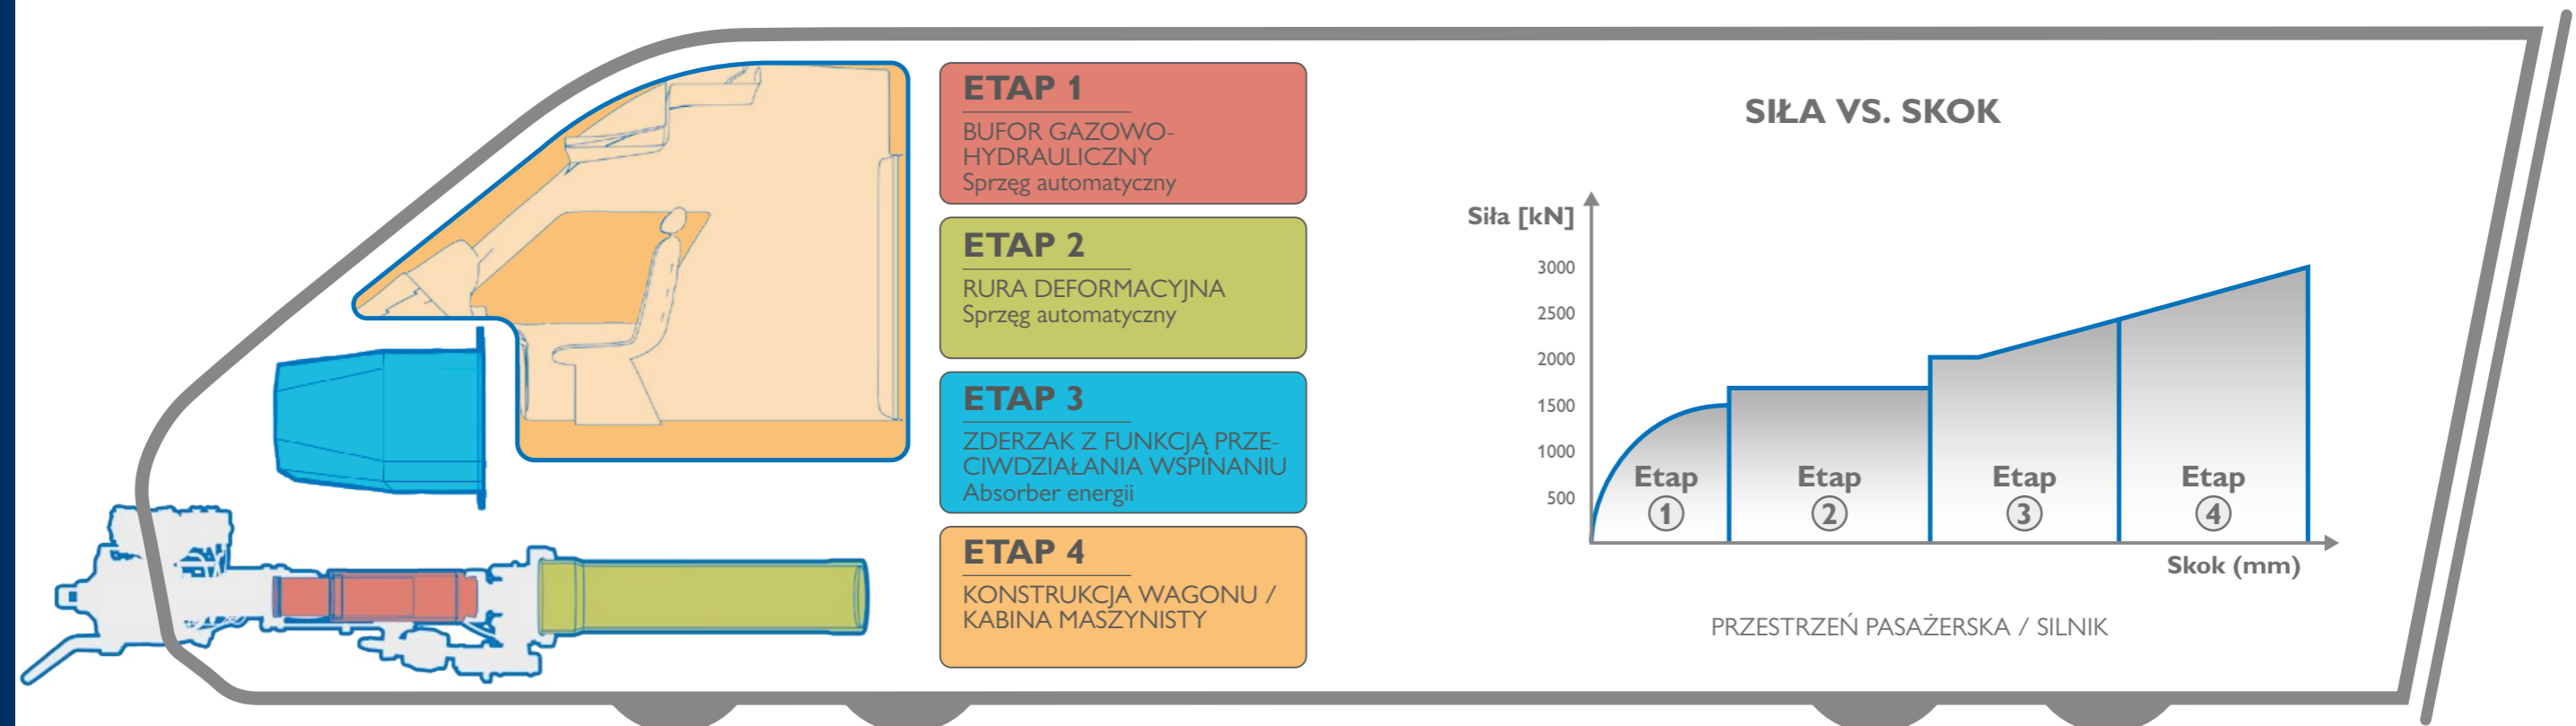 ETAP 1
BUFOR GAZOWO-
HYDRAULICZNY
Sprzęg automatyczny
ETAP 2
RURA DEFORMACYJNA
Sprzęg automatyczny
ETAP 3
ZDERZAK Z FUNKCJĄ PRZE-
CIWDZIAŁANIA WSPINANIU
Absorber energii
ETAP 4
KONSTRUKCJA WAGONU /
KABINA MASZYNISTY
SIŁA VS. SKOK
Siła [kN]
3000
2500
2000
1500
1000
500
Etap
1
Etap
2
Etap
3
Etap
4
Skok (mm)
PRZESTRZEŃ PASAŻERSKA / SILNIK